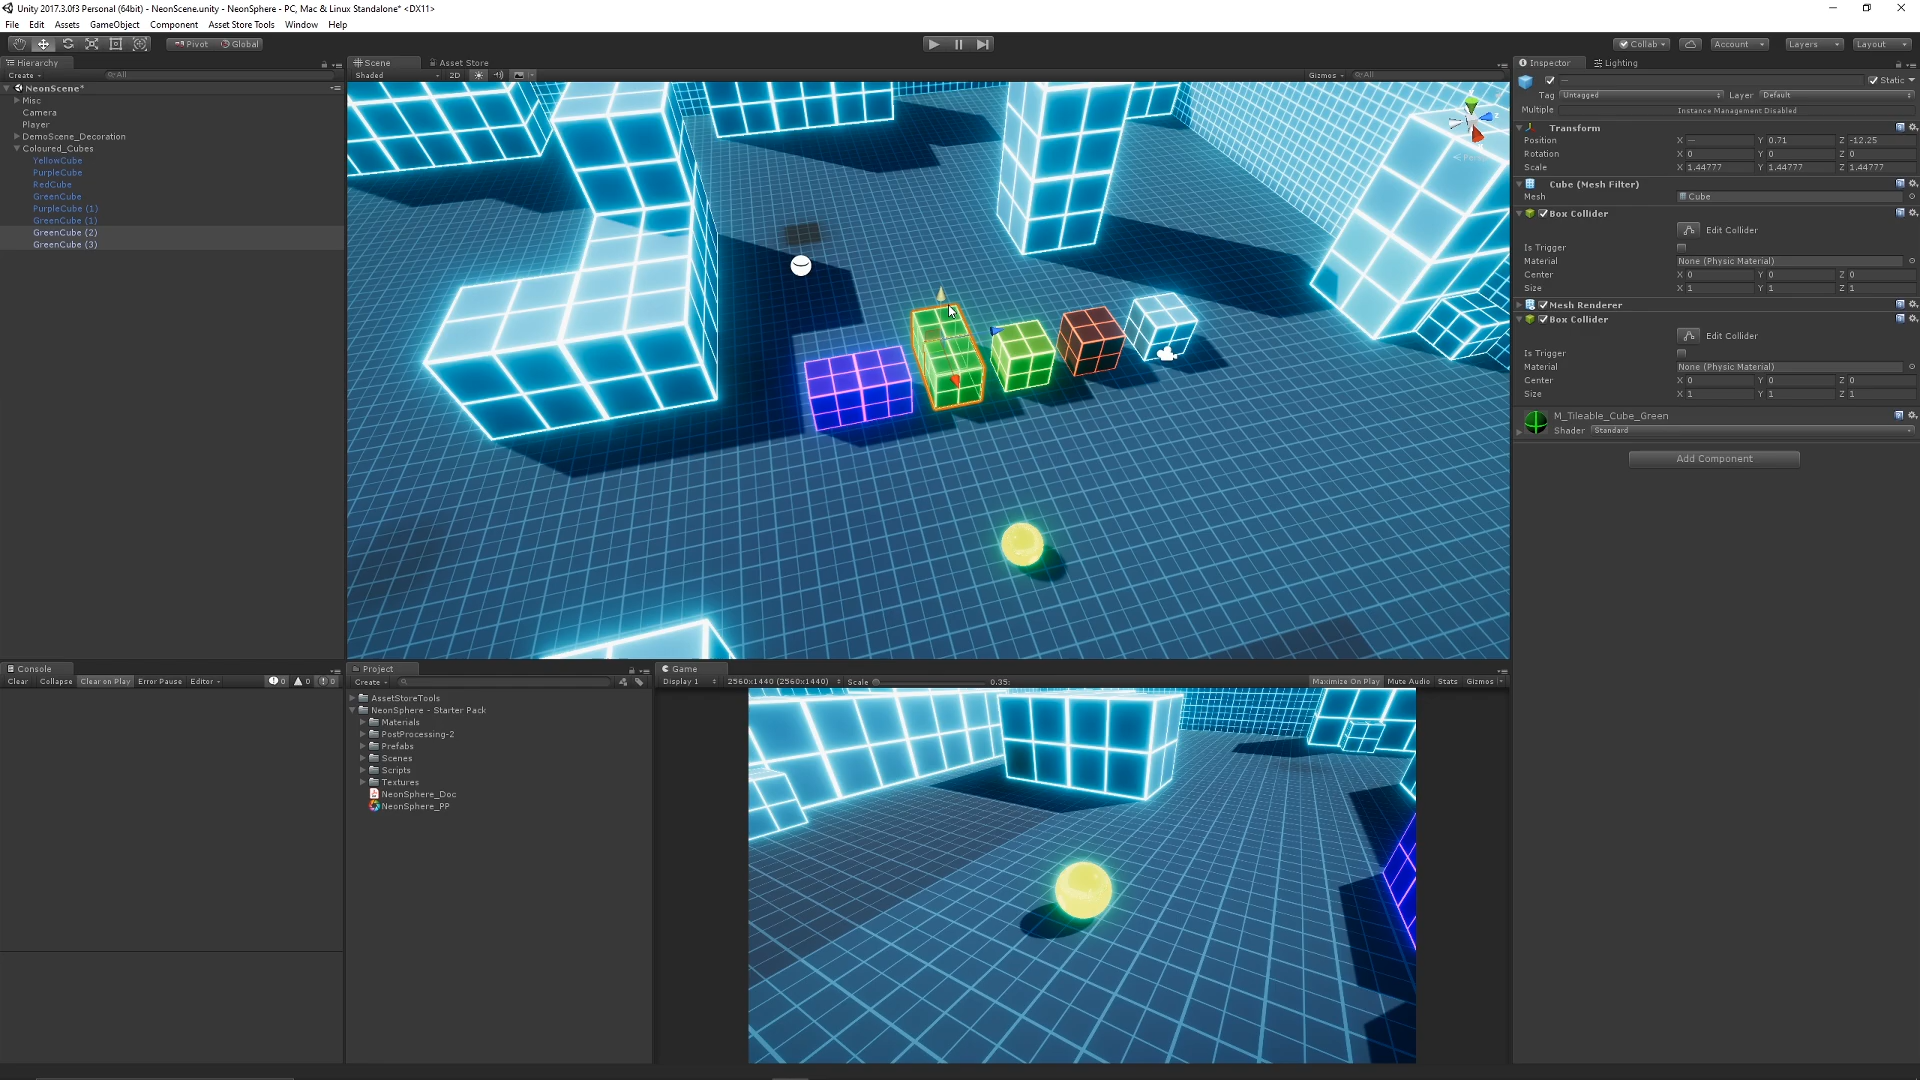 Unity 2017.3.0f3 Personal (64bit) - NeonScene.unity - NeonSphere - PC, Mac & Linux Standalone* <DX11>
File Edit Assets GameObject Component Asset Store Tools Window Help
Pivot Global Collab Account Layers Layout
Hierarchy
Create All
NeonScene*
Misc
Camera
Player
DemoScene_Decoration
Coloured_Cubes
YellowCube
PurpleCube
RedCube
GreenCube
PurpleCube (1)
GreenCube (1)
GreenCube (2)
GreenCube (3)
Scene Asset Store
Shaded 2D Gizmos All
Inspector Lighting
— Static
Tag Untagged Layer Default
Multiple Instance Management Disabled
Transform
Position X — Y 0.71 Z -12.25
Rotation X 0 Y 0 Z 0
Scale X 1.44777 Y 1.44777 Z 1.44777
Cube (Mesh Filter)
Mesh Cube
Box Collider
Edit Collider
Is Trigger
Material None (Physic Material)
Center X 0 Y 0 Z 0
Size X 1 Y 1 Z 1
Mesh Renderer
Box Collider
Edit Collider
Is Trigger
Material None (Physic Material)
Center X 0 Y 0 Z 0
Size X 1 Y 1 Z 1
M_Tileable_Cube_Green
Shader Standard
Add Component
Console
Clear Collapse Clear on Play Error Pause Editor 0 0 0
Project
Create
AssetStoreTools
NeonSphere - Starter Pack
Materials
PostProcessing-2
Prefabs
Scenes
Scripts
Textures
NeonSphere_Doc
NeonSphere_PP
Game
Display 1 2560x1440 (2560x1440) Scale 0.35: Maximize On Play Mute Audio Stats Gizmos